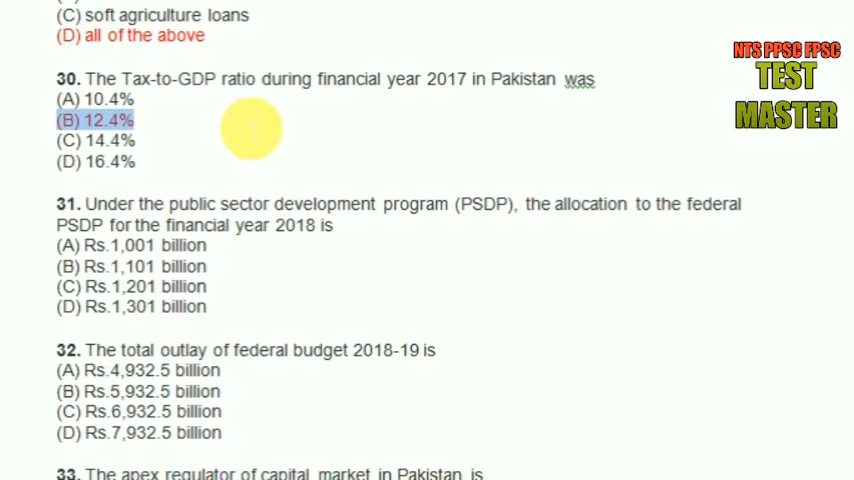 (C) soft agriculture loans
(D) all of the above
30. The Tax-to-GDP ratio during financial year 2017 in Pakistan was
(A) 10.4%
(B) 12.4%
(C) 14.4%
(D) 16.4%
31. Under the public sector development program (PSDP), the allocation to the federal
PSDP for the financial year 2018 is
(A) Rs.1,001 billion
(B) Rs.1,101 billion
(C) Rs.1,201 billion
(D) Rs.1,301 billion
32. The total outlay of federal budget 2018-19 is
(A) Rs.4,932.5 billion
(B) Rs.5,932.5 billion
(C) Rs.6,932.5 billion
(D) Rs.7,932.5 billion
33. The apex regulator of capital market in Pakistan is
NTS PPSC FPSC
TEST
MASTER